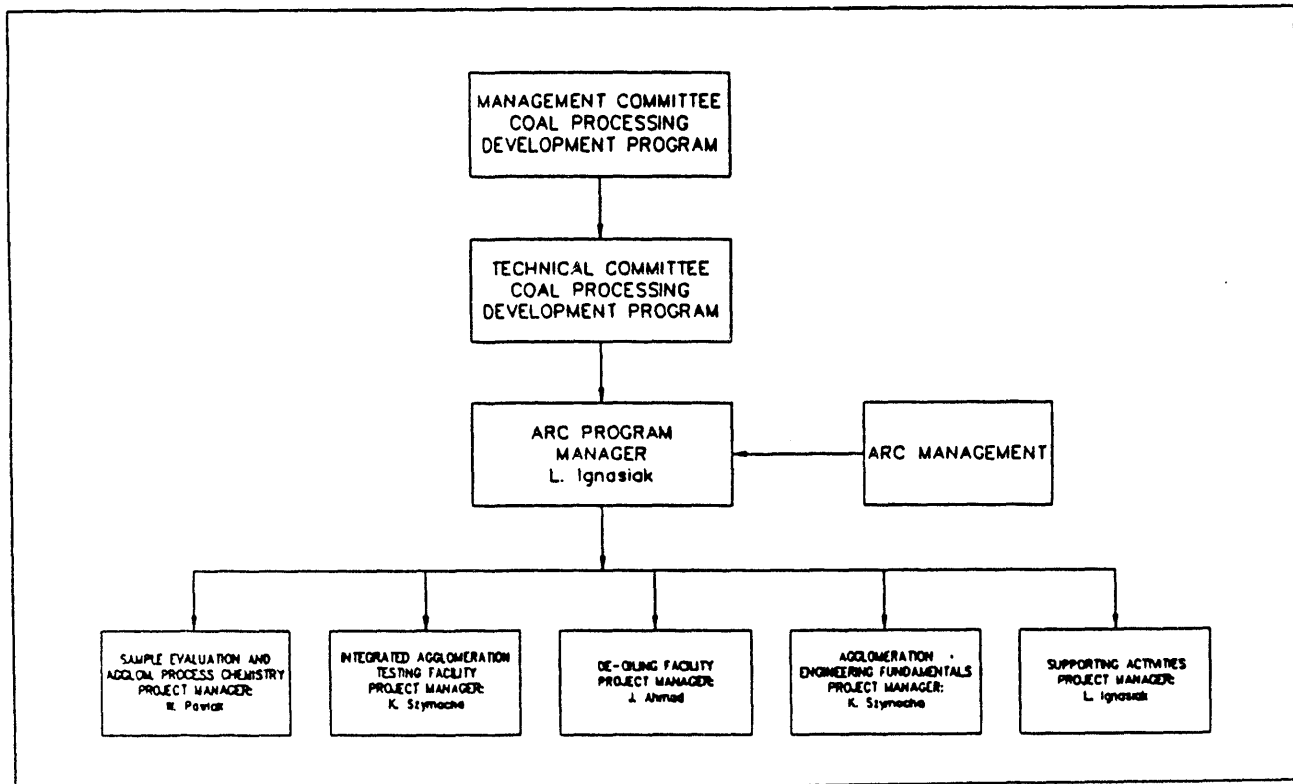 MANAGEMENT COMMITTEE
COAL PROCESSING
DEVELOPMENT PROGRAM
TECHNICAL COMMITTEE
COAL PROCESSING
DEVELOPMENT PROGRAM
ARC PROGRAM
MANAGER
L. Ignasiak
ARC MANAGEMENT
SAMPLE EVALUATION AND
AGGLOM. PROCESS CHEMISTRY
PROJECT MANAGER:
W. Pawlak
INTEGRATED AGGLOMERATION
TESTING FACILITY
PROJECT MANAGER:
K. Szymocha
DE-OILING FACILITY
PROJECT MANAGER:
J. Ahmed
AGGLOMERATION
ENGINEERING FUNDAMENTALS
PROJECT MANAGER:
K. Szymocha
SUPPORTING ACTIVITIES
PROJECT MANAGER:
L. Ignasiak